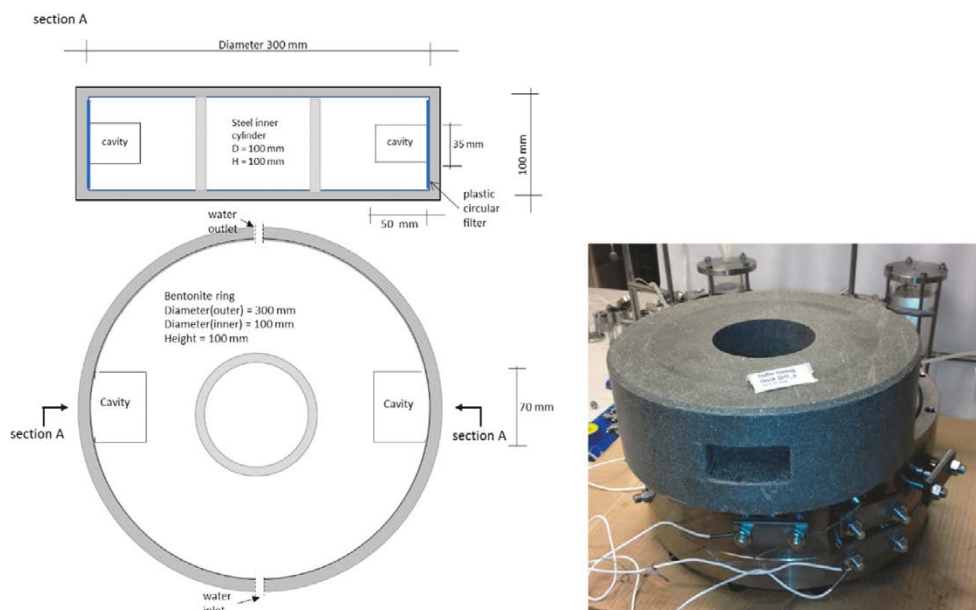 section A
Diameter 300 mm
Steel inner
cylinder
D = 100 mm
H = 100 mm
cavity
cavity
35 mm
100 mm
50 mm
plastic
circular
filter
water
outlet
Bentonite ring
Diameter(outer) = 300 mm
Diameter(inner) = 100 mm
Height = 100 mm
Cavity
Cavity
70 mm
section A
section A
water
inlet